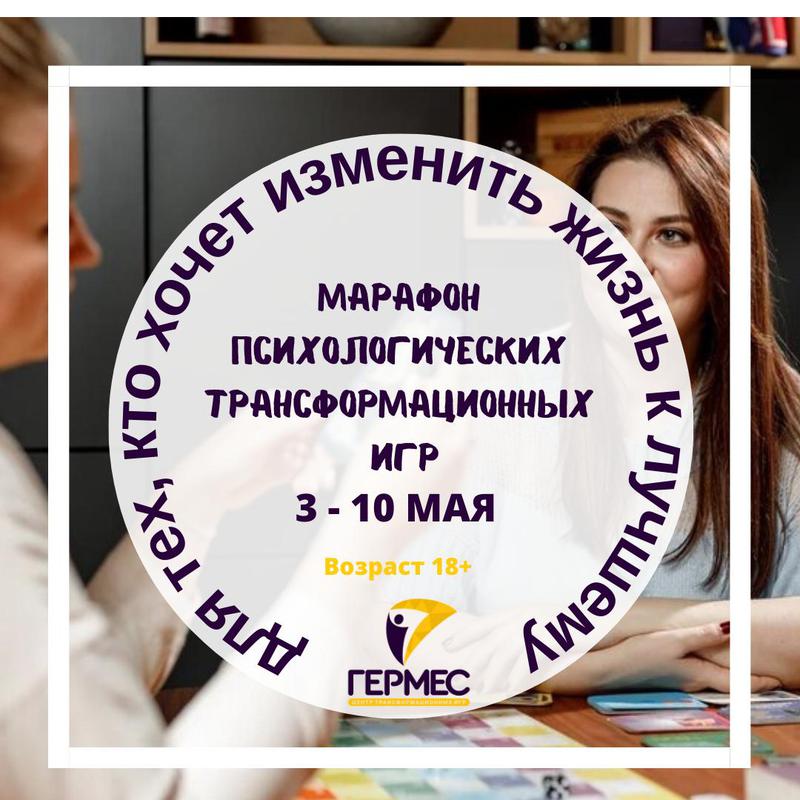 для тех, кто хочет изменить жизнь к лучшему
МАРАФОН
ПСИХОЛОГИЧЕСКИХ
ТРАНСФОРМАЦИОННЫХ
ИГР
3 - 10 МАЯ
Возраст 18+
ГЕРМЕС
ЦЕНТР ТРАНСФОРМАЦИОННЫХ ИГР